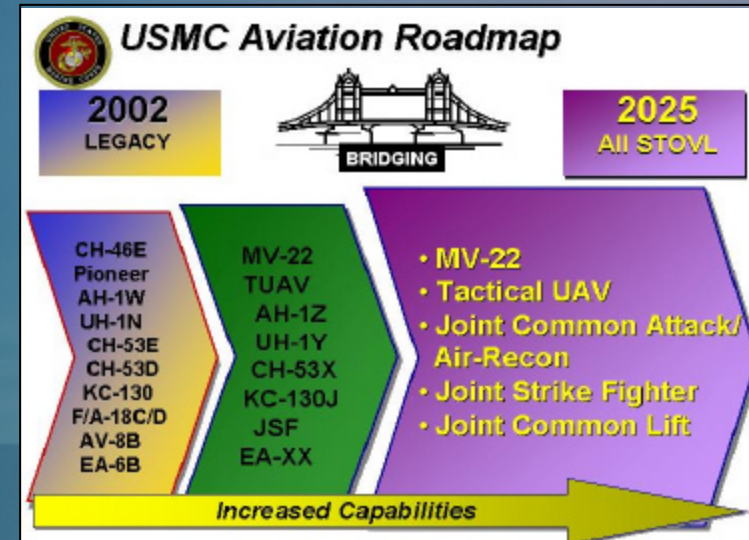 USMC Aviation Roadmap
2002
LEGACY
BRIDGING
2025
All STOVL
CH-46E
Pioneer
AH-1W
UH-1N
CH-53E
CH-53D
KC-130
F/A-18C/D
AV-8B
EA-6B
MV-22
TUAV
AH-1Z
UH-1Y
CH-53X
KC-130J
JSF
EA-XX
• MV-22
• Tactical UAV
• Joint Common Attack/
Air-Recon
• Joint Strike Fighter
• Joint Common Lift
Increased Capabilities